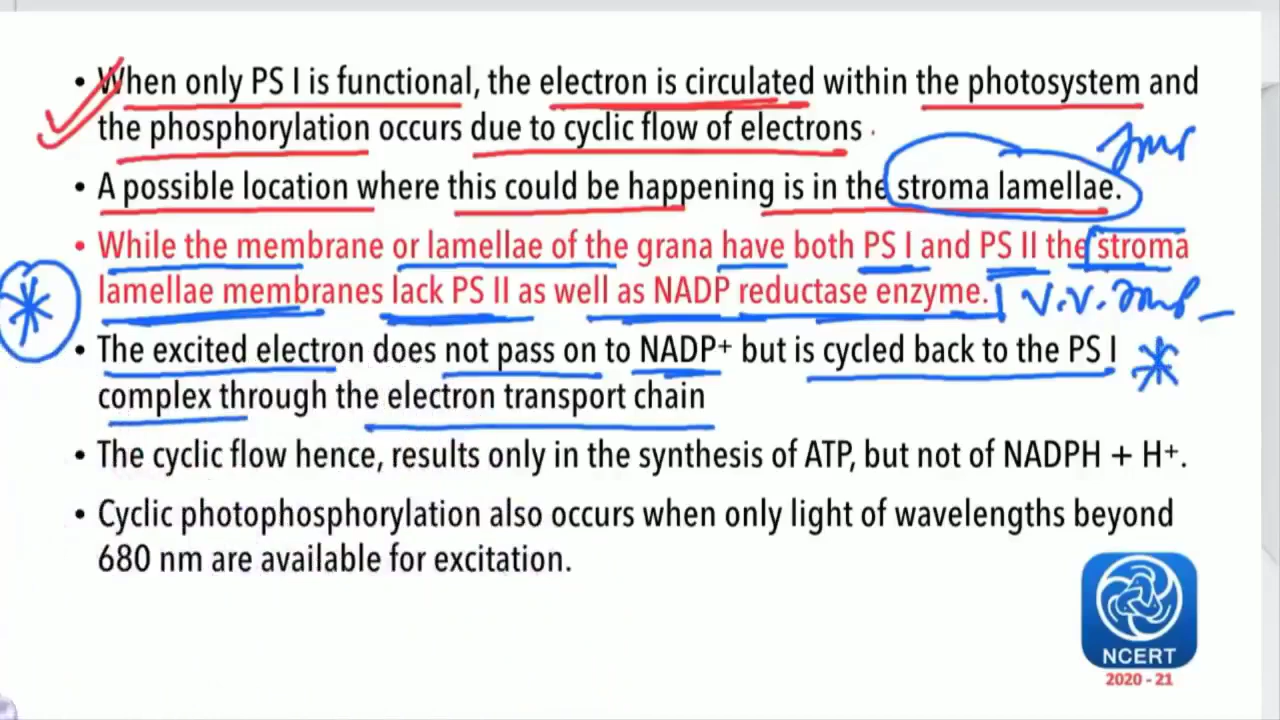 • When only PS I is functional, the electron is circulated within the photosystem and
the phosphorylation occurs due to cyclic flow of electrons
Imp
• A possible location where this could be happening is in the stroma lamellae.
• While the membrane or lamellae of the grana have both PS I and PS II the stroma
lamellae membranes lack PS II as well as NADP reductase enzyme. V.V. Imp
• The excited electron does not pass on to NADP+ but is cycled back to the PS I
complex through the electron transport chain
• The cyclic flow hence, results only in the synthesis of ATP, but not of NADPH + H+.
• Cyclic photophosphorylation also occurs when only light of wavelengths beyond
680 nm are available for excitation.
NCERT
2020 - 21